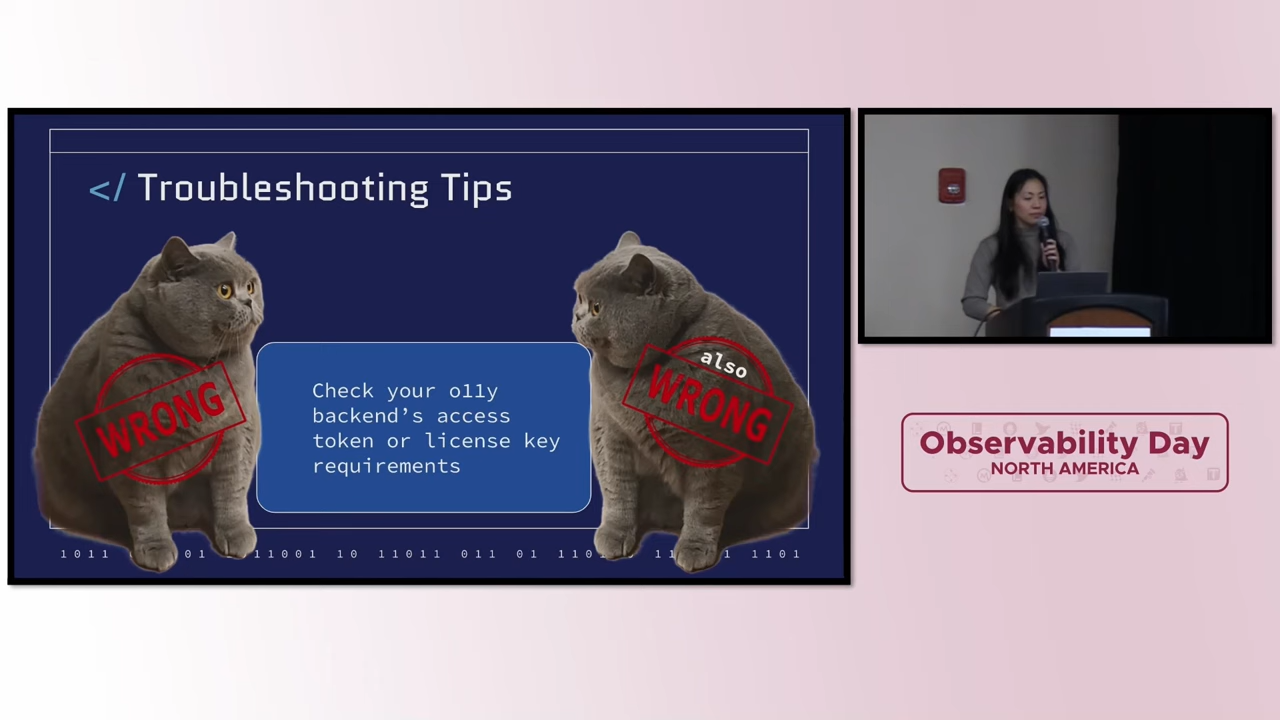 </ Troubleshooting Tips
WRONG
Check your o11y
backend’s access
token or license key
requirements
also
WRONG
Observability Day
NORTH AMERICA